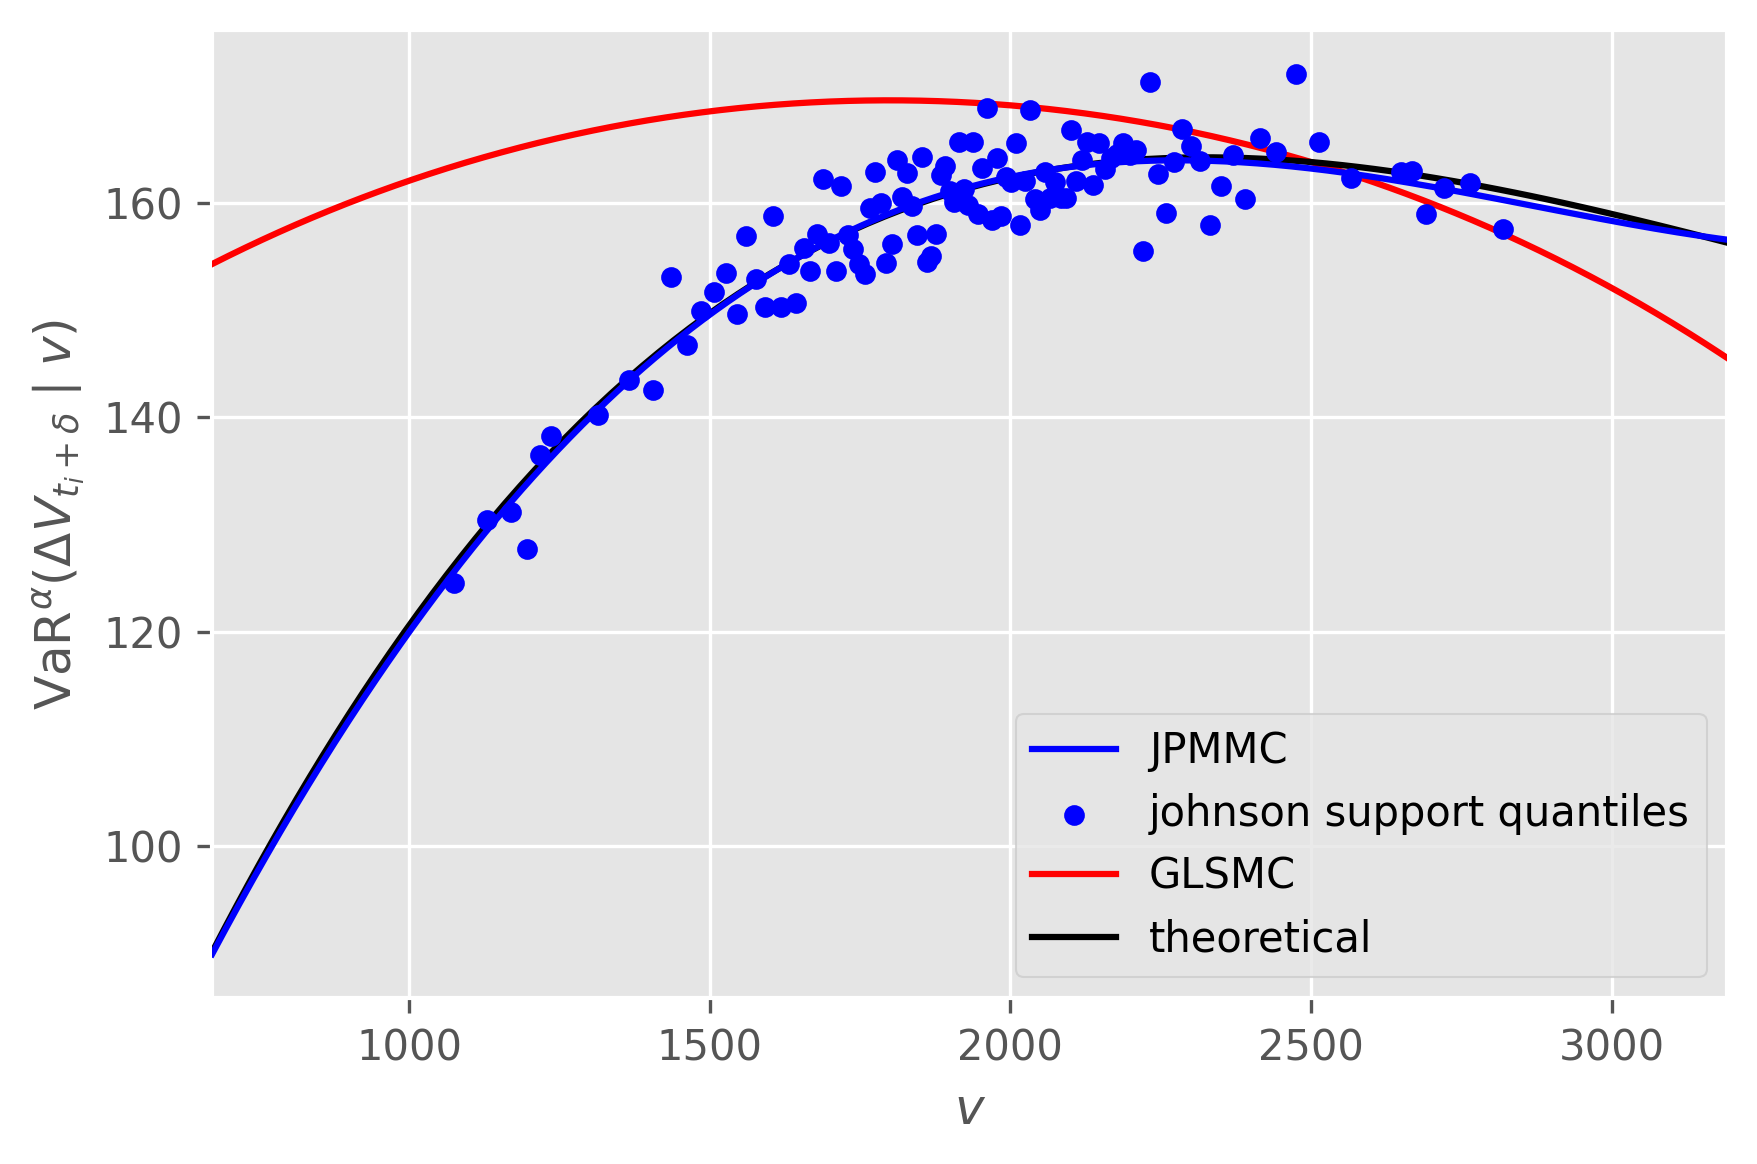 VaR^α(ΔV_{t_i+δ} | v)
160
140
120
100
1000 1500 2000 2500 3000
v
JPMMC
johnson support quantiles
GLSMC
theoretical